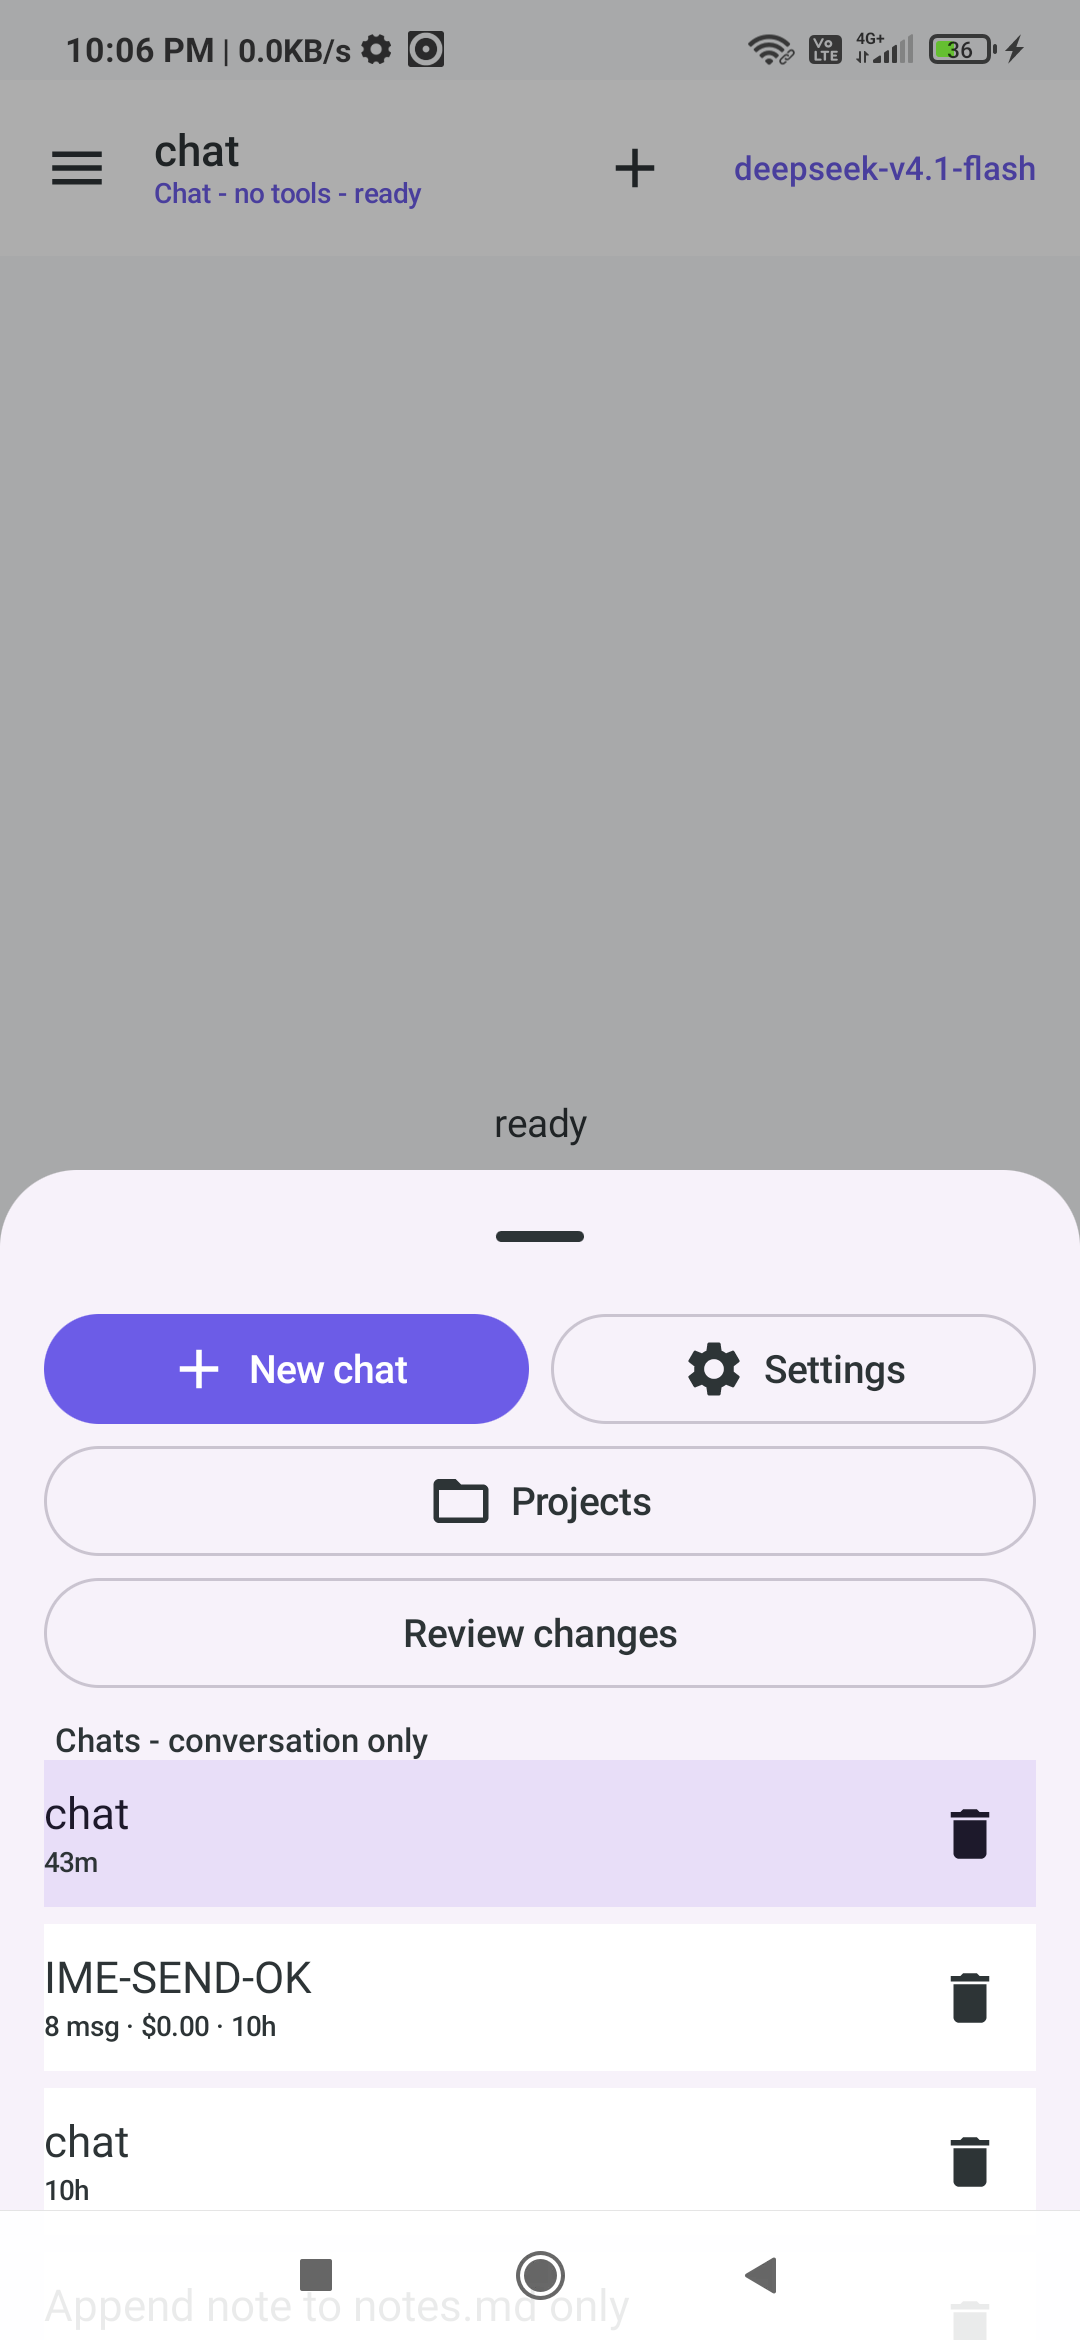 10:06 PM | 0.0KB/s
Vo LTE
4G+
36
chat
Chat - no tools - ready
deepseek-v4.1-flash
ready
New chat
Settings
Projects
Review changes
Chats - conversation only
chat
43m
IME-SEND-OK
8 msg · $0.00 · 10h
chat
10h
Append note to notes.md only